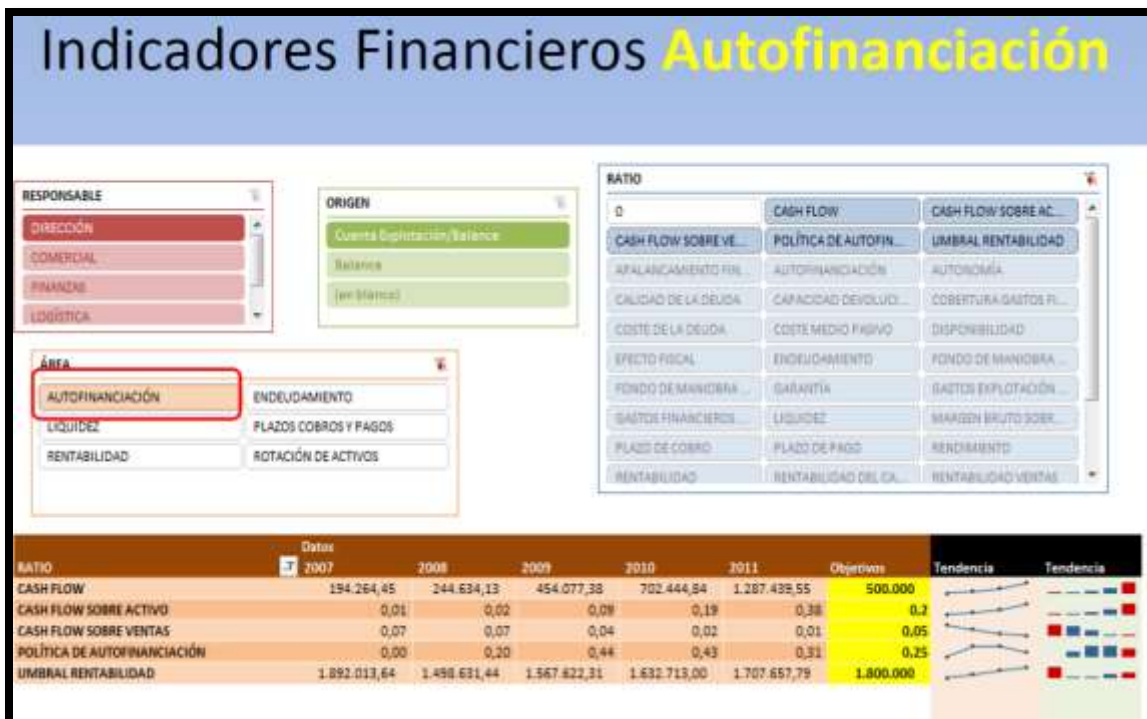 Indicadores Financieros Autofinanciación
RESPONSABLE
DIRECCIÓN
COMERCIAL
FINANZAS
LOGÍSTICA
ORIGEN
Cuenta Explotación/Balance
Balance
(en blanco)
RATIO
0 CASH FLOW CASH FLOW SOBRE AC...
CASH FLOW SOBRE VE... POLÍTICA DE AUTOFIN... UMBRAL RENTABILIDAD
APALANCAMIENTO FIN... AUTOFINANCIACIÓN AUTONOMÍA
CALIDAD DE LA DEUDA CAPACIDAD DEVOLUCI... COBERTURA GASTOS FI...
COSTE DE LA DEUDA COSTE MEDIO PASIVO DISPONIBILIDAD
EFECTO FISCAL ENDEUDAMIENTO FONDO DE MANIOBRA ...
FONDO DE MANIOBRA ... GARANTÍA GASTOS EXPLOTACIÓN ...
GASTOS FINANCIEROS ... LIQUIDEZ MARGEN BRUTO SOBR...
PLAZO DE COBRO PLAZO DE PAGO RENDIMIENTO
RENTABILIDAD RENTABILIDAD DEL CA... RENTABILIDAD VENTAS
ÁREA
AUTOFINANCIACIÓN ENDEUDAMIENTO
LIQUIDEZ PLAZOS COBROS Y PAGOS
RENTABILIDAD ROTACIÓN DE ACTIVOS
Datos
RATIO 2007 2008 2009 2010 2011 Objetivos Tendencia Tendencia
CASH FLOW 194.264,45 244.634,13 454.077,38 702.444,84 1.287.439,55 500.000
CASH FLOW SOBRE ACTIVO 0,01 0,02 0,09 0,19 0,38 0.2
CASH FLOW SOBRE VENTAS 0,07 0,07 0,04 0,02 0,01 0,05
POLÍTICA DE AUTOFINANCIACIÓN 0,00 0,20 0,44 0,43 0,31 0,25
UMBRAL RENTABILIDAD 1.892.013,64 1.498.631,44 1.567.622,31 1.632.713,00 1.707.657,79 1.800.000